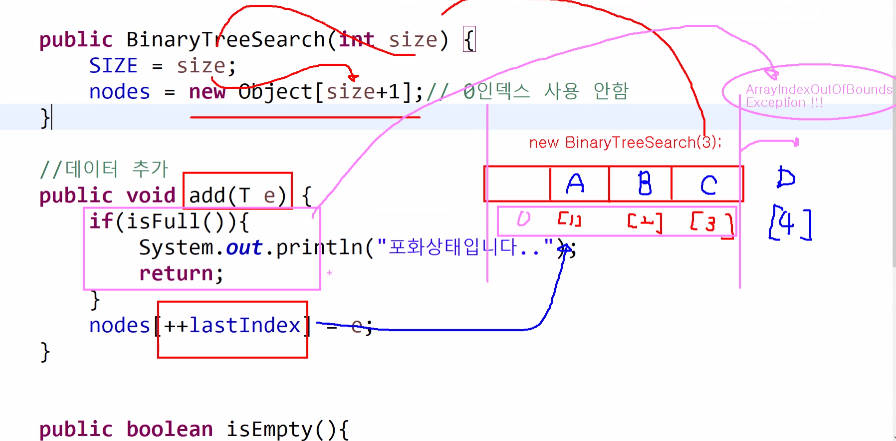 public BinaryTreeSearch(int size) {
SIZE = size;
nodes = new Object[size+1];// 0인덱스 사용 안함
}
ArrayIndexOulOfBounds
Exception !!!
new BinaryTreeSearch(3);
A B C D
0 [1] [2] [3] [4]
//데이터 추가
public void add(T e) {
if(isFull()){
System.out.println("포화상태입니다..");
return;
}
nodes[++lastIndex] = e;
}
public boolean isEmpty(){